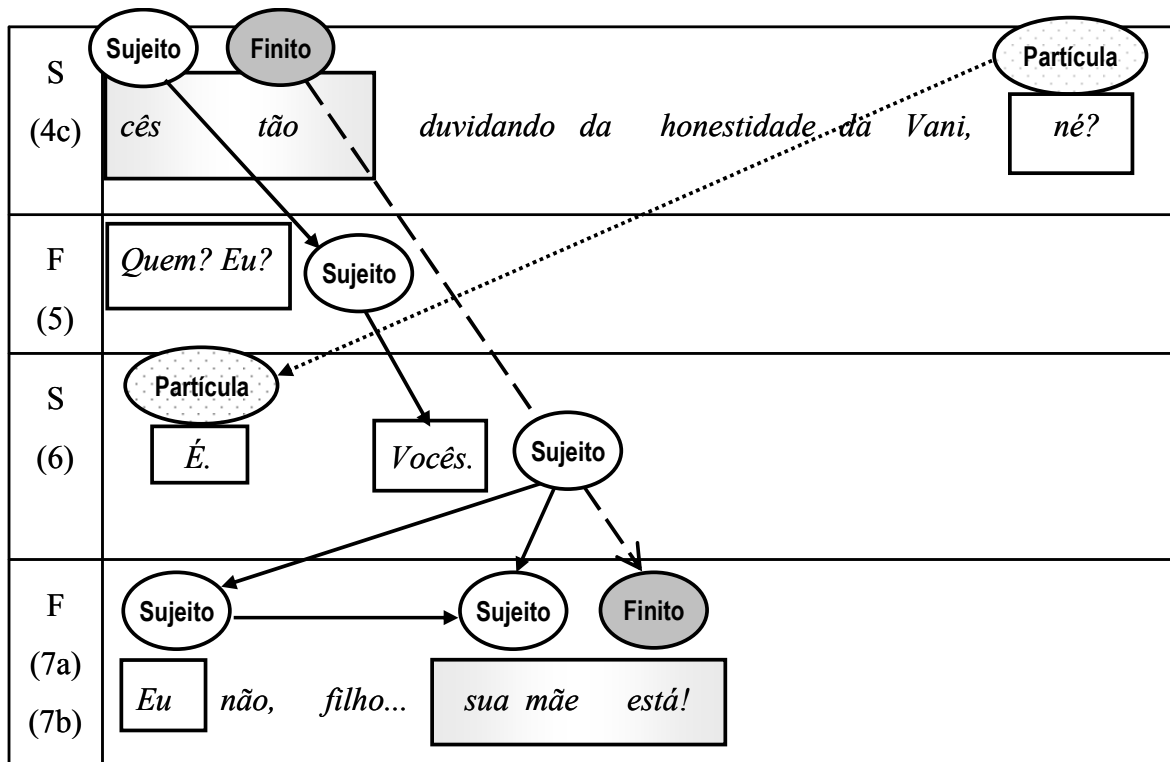 Sujeito Finito Partícula
S
(4c)
cês tão duvidando da honestidade da Vani, né?
F
(5)
Quem? Eu? Sujeito
Partícula
S
(6)
É. Vocês. Sujeito
F
(7a)
(7b)
Sujeito Sujeito Finito
Eu não, filho... sua mãe está!